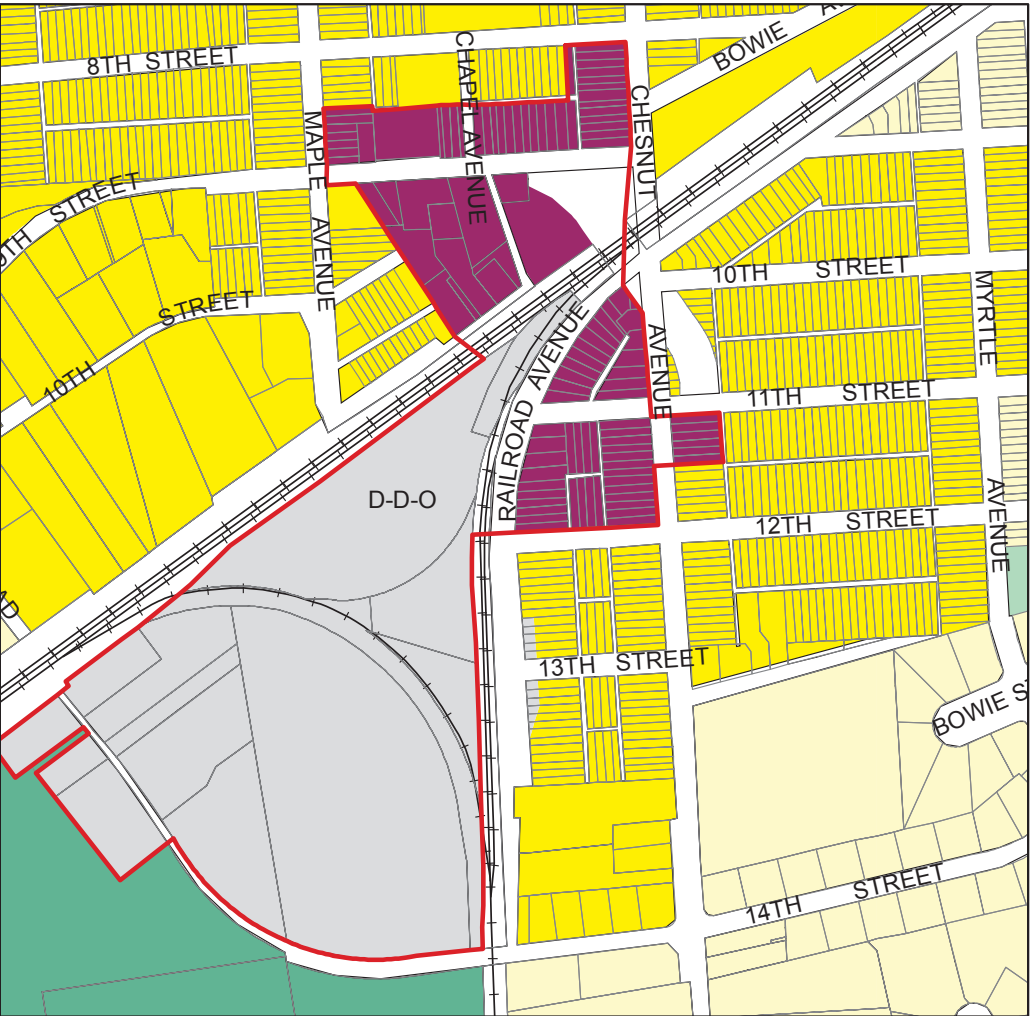 8TH STREET
CHAPEL AVENUE
BOWIE
MAPLE AVENUE
CHESNUT AVENUE
STREET
10TH STREET
10TH STREET
MYRTLE AVENUE
RAILROAD AVENUE
11TH STREET
D-D-O
12TH STREET
13TH STREET
BOWIE S
14TH STREET